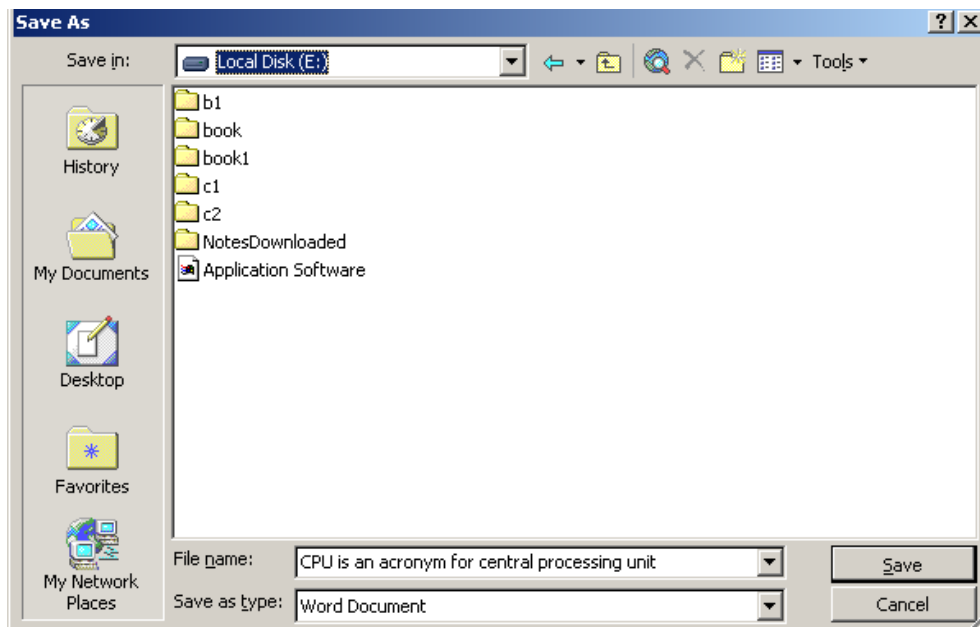 Save As
Save in:
Local Disk (E:)
Tools
History
My Documents
Desktop
Favorites
My Network
Places
b1
book
book1
c1
c2
NotesDownloaded
Application Software
File name:
CPU is an acronym for central processing unit
Save
Save as type:
Word Document
Cancel